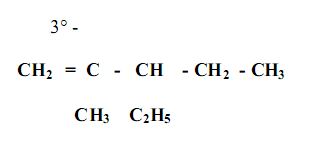 3° -
CH₂ = C - CH - CH₂ - CH₃
CH₃ C₂H₅